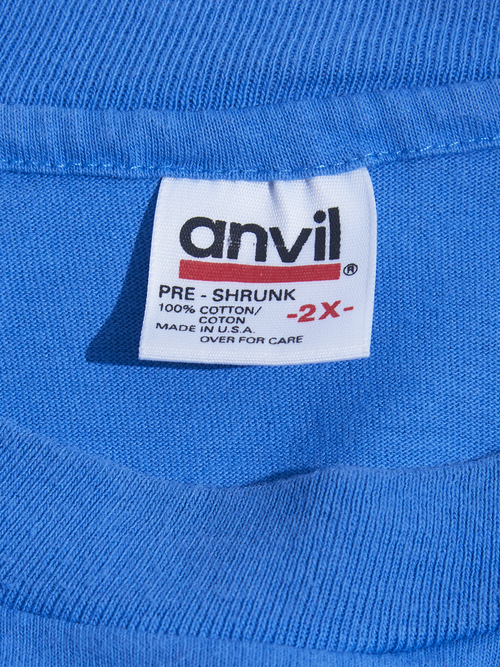 anvil®
PRE - SHRUNK
100% COTTON/
COTON
-2X-
MADE IN U.S.A.
OVER FOR CARE